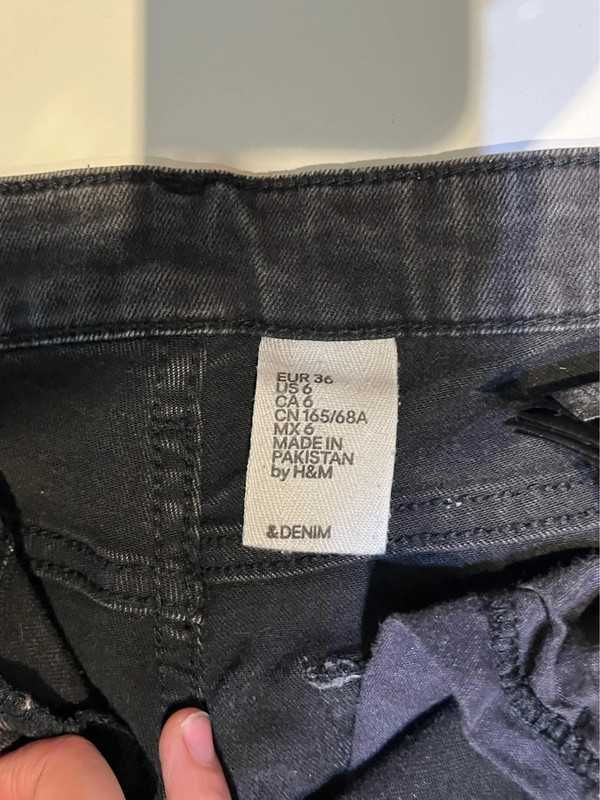 EUR 36
US 6
CA 6
CN 165/68A
MX 6
MADE IN
PAKISTAN
by H&M
&DENIM